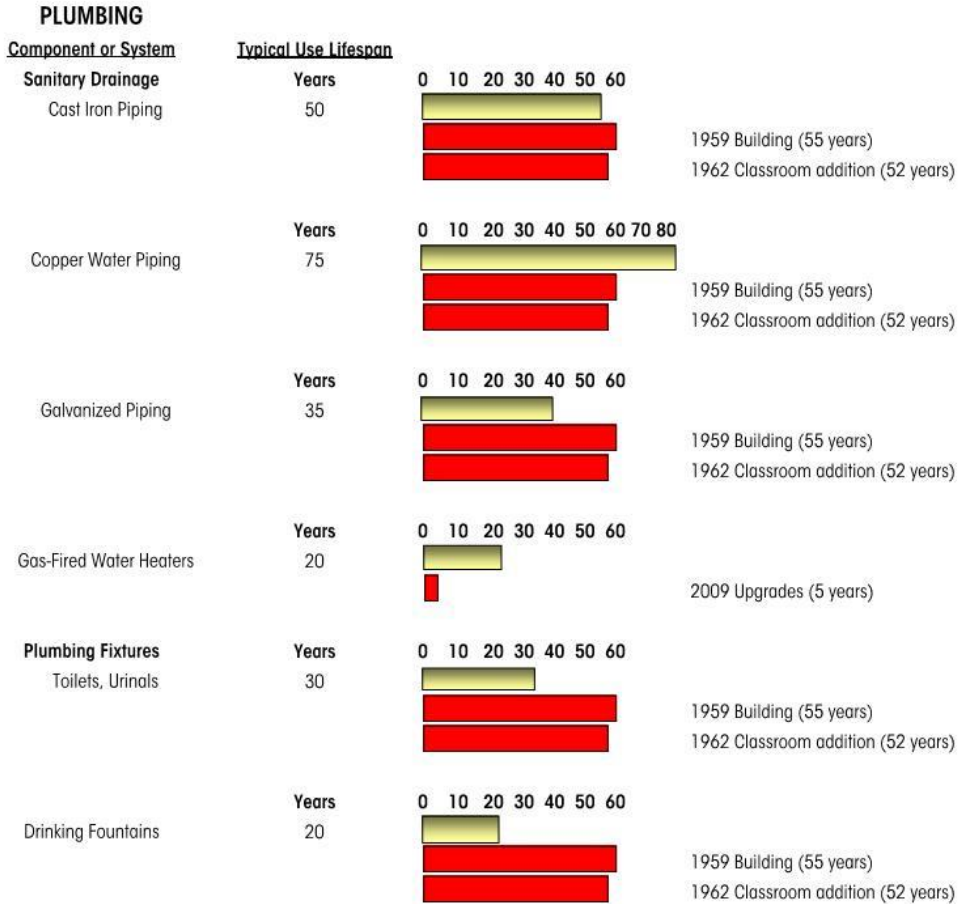 PLUMBING
Component or System Typical Use Lifespan
Sanitary Drainage Years 0 10 20 30 40 50 60
Cast Iron Piping 50
1959 Building (55 years)
1962 Classroom addition (52 years)
Years 0 10 20 30 40 50 60 70 80
Copper Water Piping 75
1959 Building (55 years)
1962 Classroom addition (52 years)
Years 0 10 20 30 40 50 60
Galvanized Piping 35
1959 Building (55 years)
1962 Classroom addition (52 years)
Years 0 10 20 30 40 50 60
Gas-Fired Water Heaters 20
2009 Upgrades (5 years)
Plumbing Fixtures Years 0 10 20 30 40 50 60
Toilets, Urinals 30
1959 Building (55 years)
1962 Classroom addition (52 years)
Years 0 10 20 30 40 50 60
Drinking Fountains 20
1959 Building (55 years)
1962 Classroom addition (52 years)